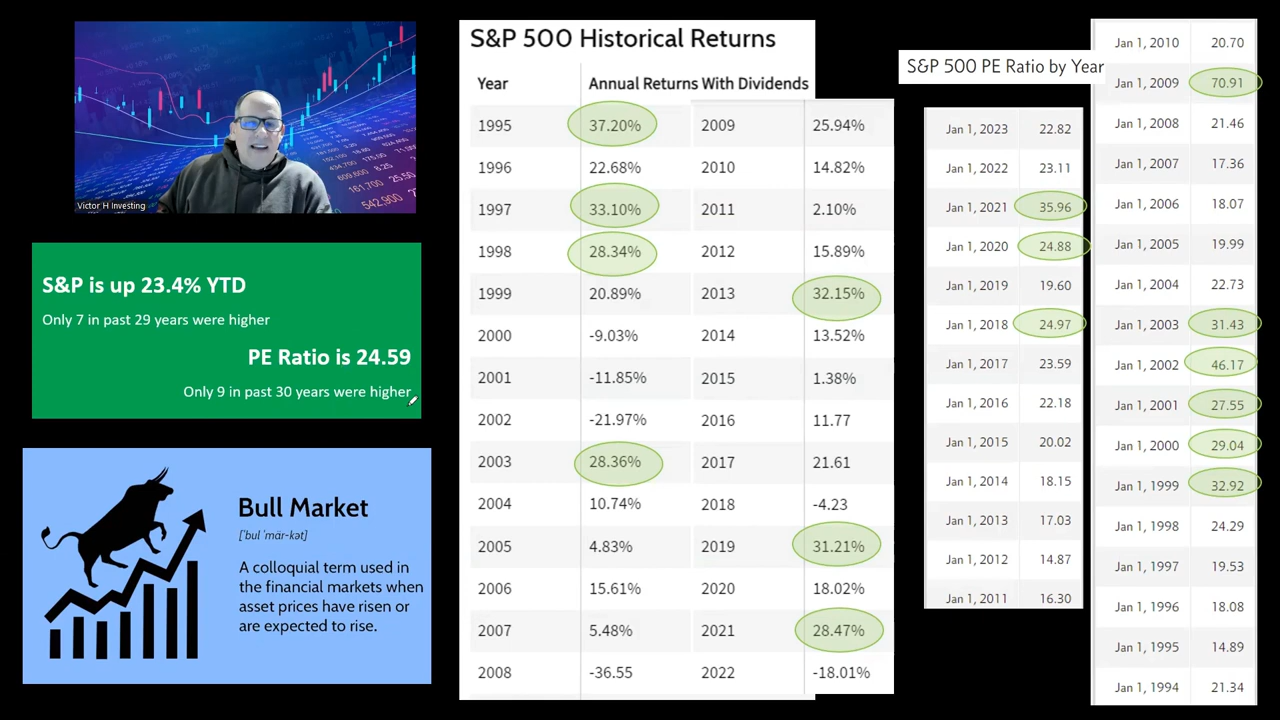 Victor H Investing
S&P is up 23.4% YTD
Only 7 in past 29 years were higher
PE Ratio is 24.59
Only 9 in past 30 years were higher
Bull Market
['bul ˈmär-kət]
A colloquial term used in
the financial markets when
asset prices have risen or
are expected to rise.
S&P 500 Historical Returns
Year Annual Returns With Dividends
1995 37.20% 2009 25.94%
1996 22.68% 2010 14.82%
1997 33.10% 2011 2.10%
1998 28.34% 2012 15.89%
1999 20.89% 2013 32.15%
2000 -9.03% 2014 13.52%
2001 -11.85% 2015 1.38%
2002 -21.97% 2016 11.77
2003 28.36% 2017 21.61
2004 10.74% 2018 -4.23
2005 4.83% 2019 31.21%
2006 15.61% 2020 18.02%
2007 5.48% 2021 28.47%
2008 -36.55 2022 -18.01%
S&P 500 PE Ratio by Year
Jan 1, 2023 22.82
Jan 1, 2022 23.11
Jan 1, 2021 35.96
Jan 1, 2020 24.88
Jan 1, 2019 19.60
Jan 1, 2018 24.97
Jan 1, 2017 23.59
Jan 1, 2016 22.18
Jan 1, 2015 20.02
Jan 1, 2014 18.15
Jan 1, 2013 17.03
Jan 1, 2012 14.87
Jan 1, 2011 16.30
Jan 1, 2010 20.70
Jan 1, 2009 70.91
Jan 1, 2008 21.46
Jan 1, 2007 17.36
Jan 1, 2006 18.07
Jan 1, 2005 19.99
Jan 1, 2004 22.73
Jan 1, 2003 31.43
Jan 1, 2002 46.17
Jan 1, 2001 27.55
Jan 1, 2000 29.04
Jan 1, 1999 32.92
Jan 1, 1998 24.29
Jan 1, 1997 19.53
Jan 1, 1996 18.08
Jan 1, 1995 14.89
Jan 1, 1994 21.34